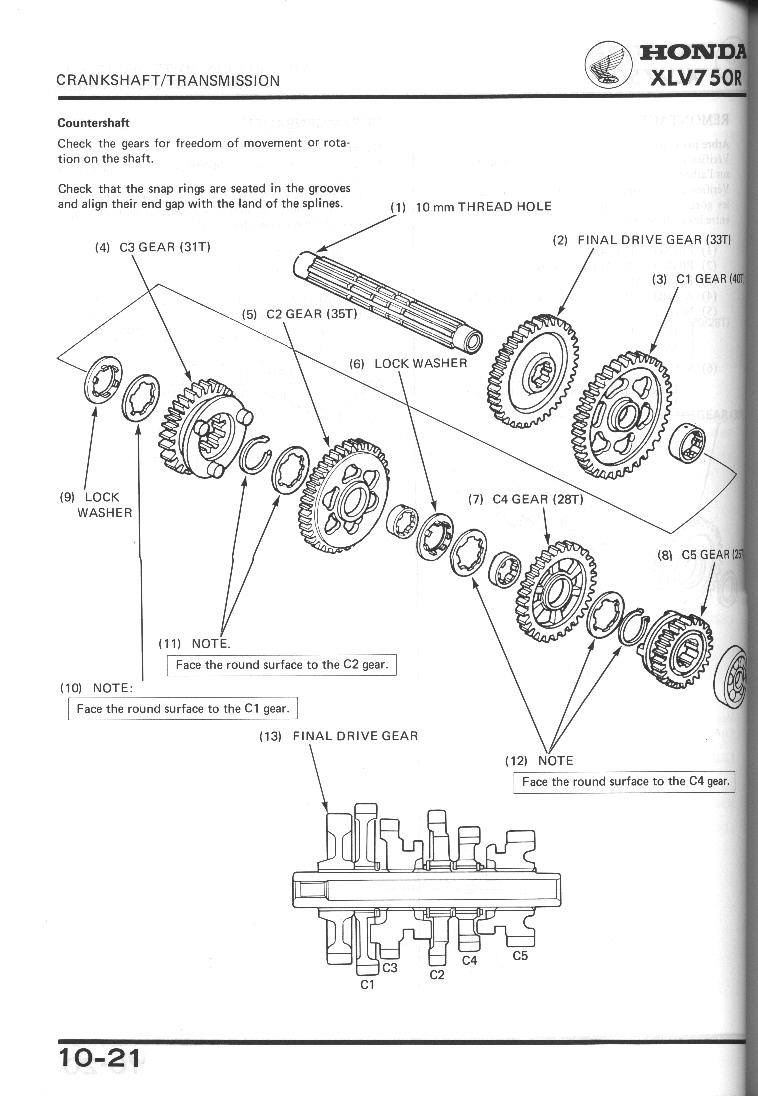 HONDA
XLV750R
CRANKSHAFT/TRANSMISSION
Countershaft
Check the gears for freedom of movement or rota-
tion on the shaft.
Check that the snap rings are seated in the grooves
and align their end gap with the land of the splines.
(1) 10 mm THREAD HOLE
(2) FINAL DRIVE GEAR (33T)
(4) C3 GEAR (31T)
(3) C1 GEAR (40T
(5) C2 GEAR (35T)
(6) LOCK WASHER
(9) LOCK
WASHER
(7) C4 GEAR (28T)
(8) C5 GEAR
(11) NOTE.
Face the round surface to the C2 gear.
(10) NOTE:
Face the round surface to the C1 gear.
(13) FINAL DRIVE GEAR
(12) NOTE
Face the round surface to the C4 gear.
C1
C3
C2
C4
C5
10-21